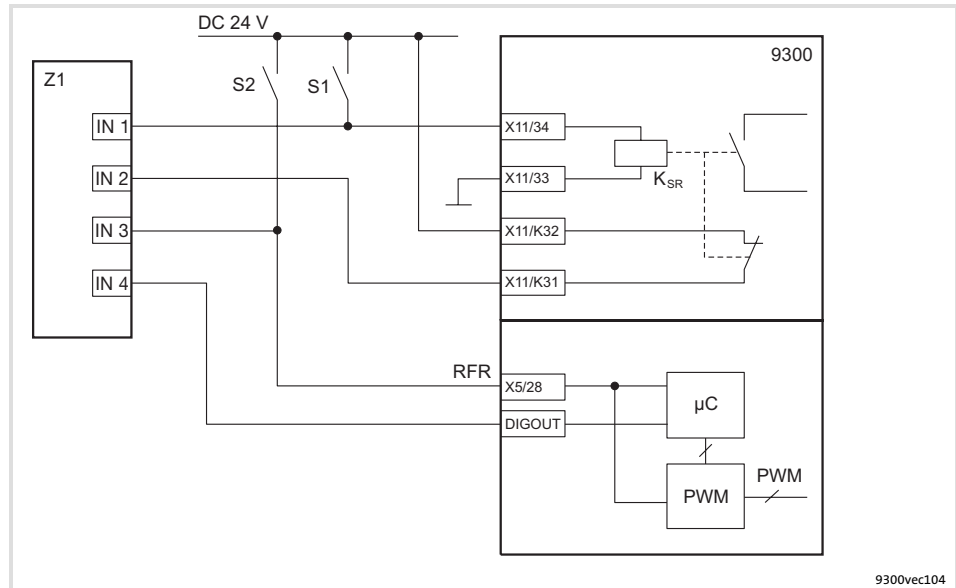 DC 24 V
9300
Z1
S2
S1
IN 1
X11/34
IN 2
X11/33
KSR
IN 3
X11/K32
IN 4
X11/K31
RFR
X5/28
µC
DIGOUT
PWM
PWM
9300vec104